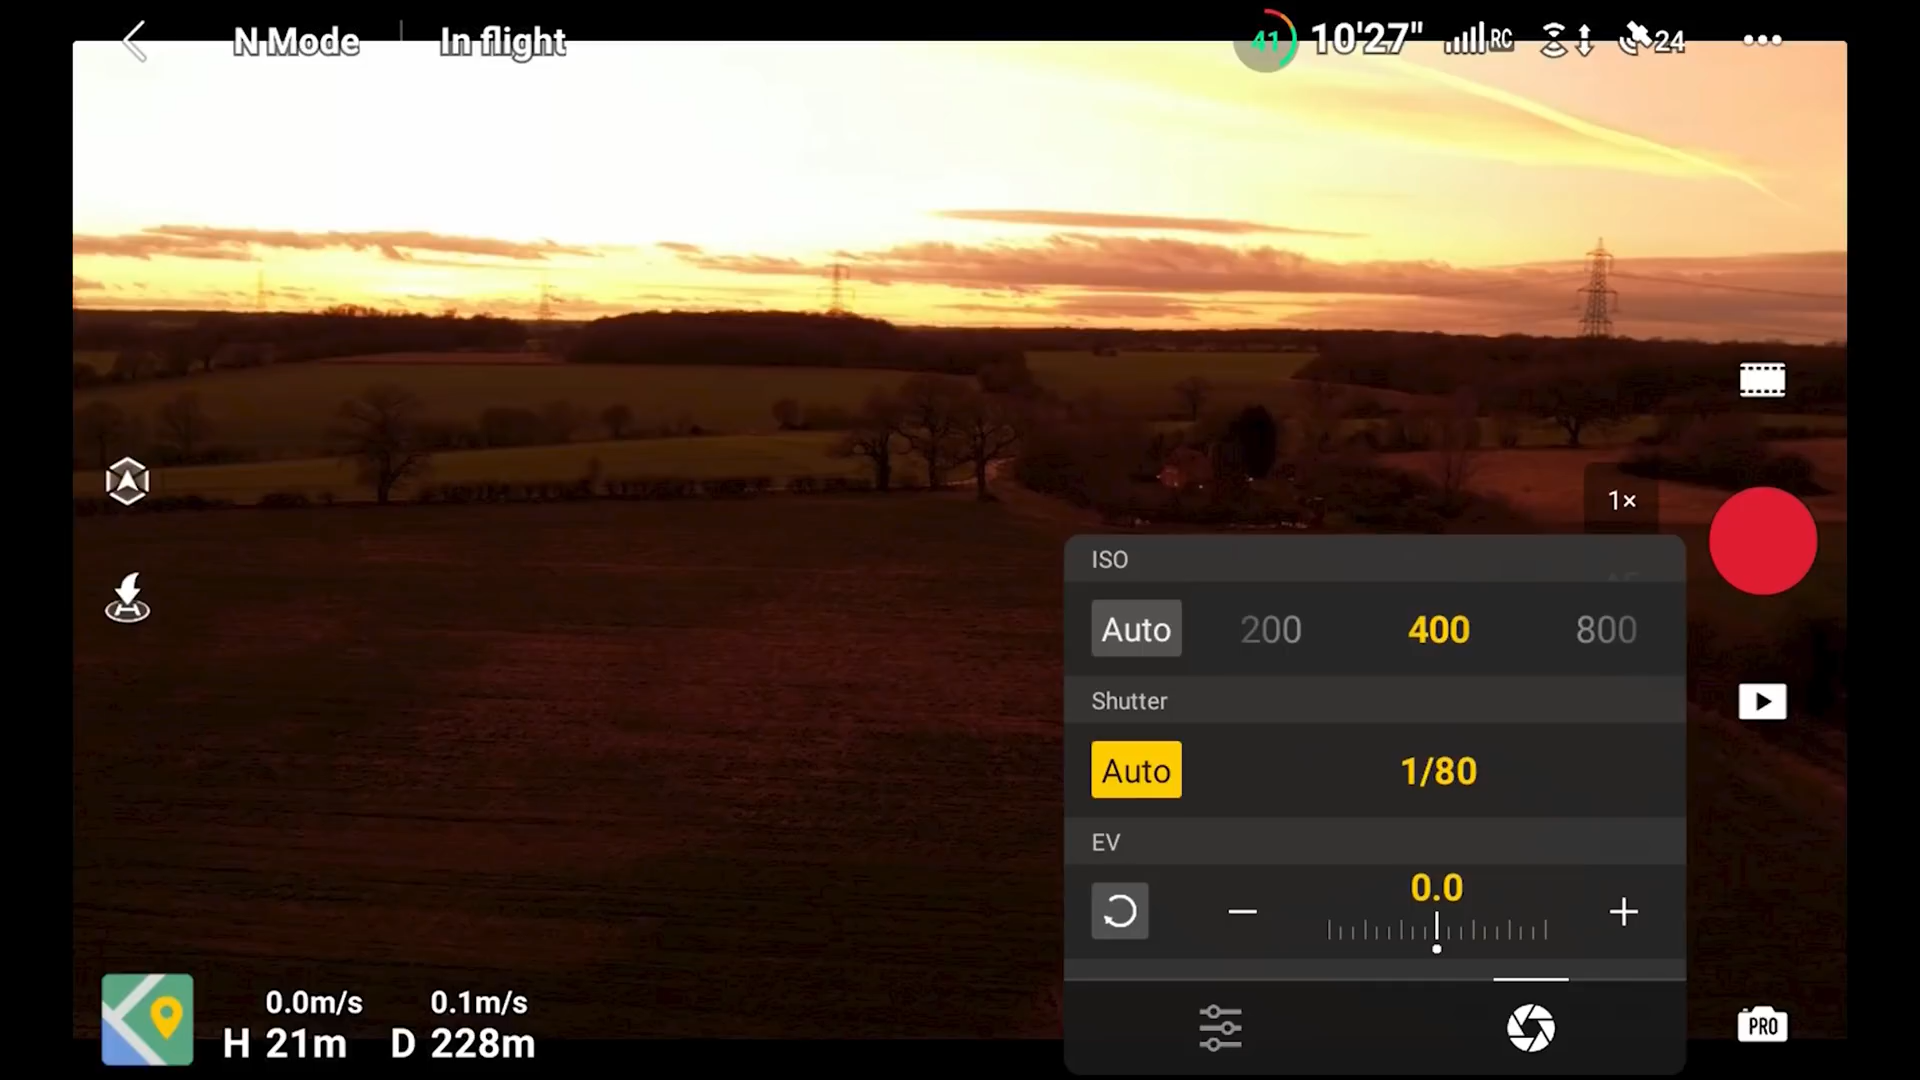 N Mode In flight 41 10'27" RC 24
1×
ISO
Auto 200 400 800
Shutter
Auto 1/80
EV
0.0
0.0m/s 0.1m/s
H 21m D 228m
PRO